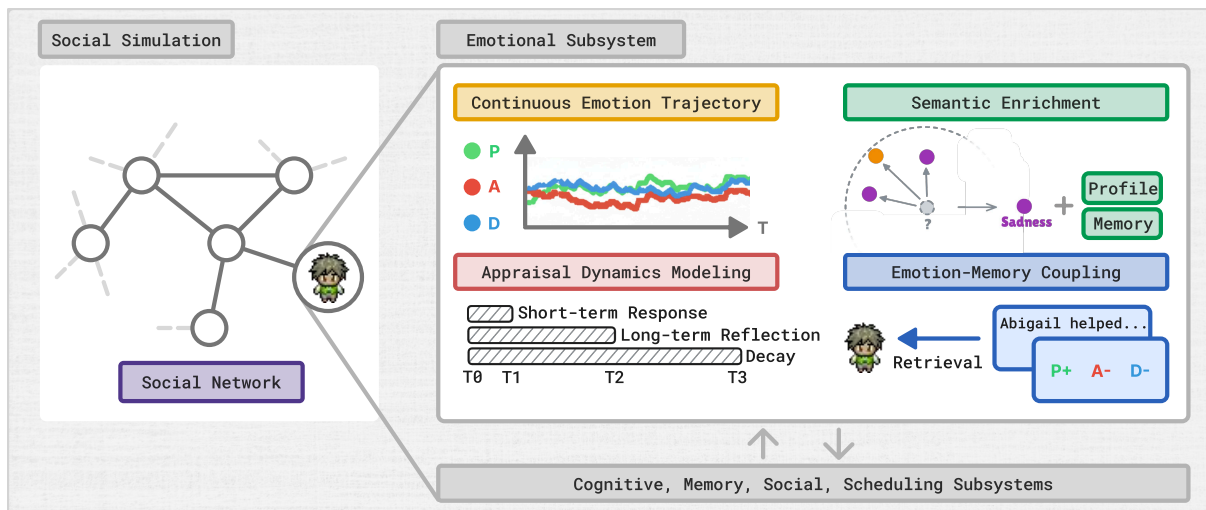 Social Simulation
Emotional Subsystem
Continuous Emotion Trajectory
Semantic Enrichment
P
A
D
T
?
Sadness
+
Profile
Memory
Appraisal Dynamics Modeling
Emotion-Memory Coupling
Short-term Response
Long-term Reflection
Decay
T0 T1 T2 T3
Abigail helped...
Retrieval
P+ A- D-
Social Network
Cognitive, Memory, Social, Scheduling Subsystems